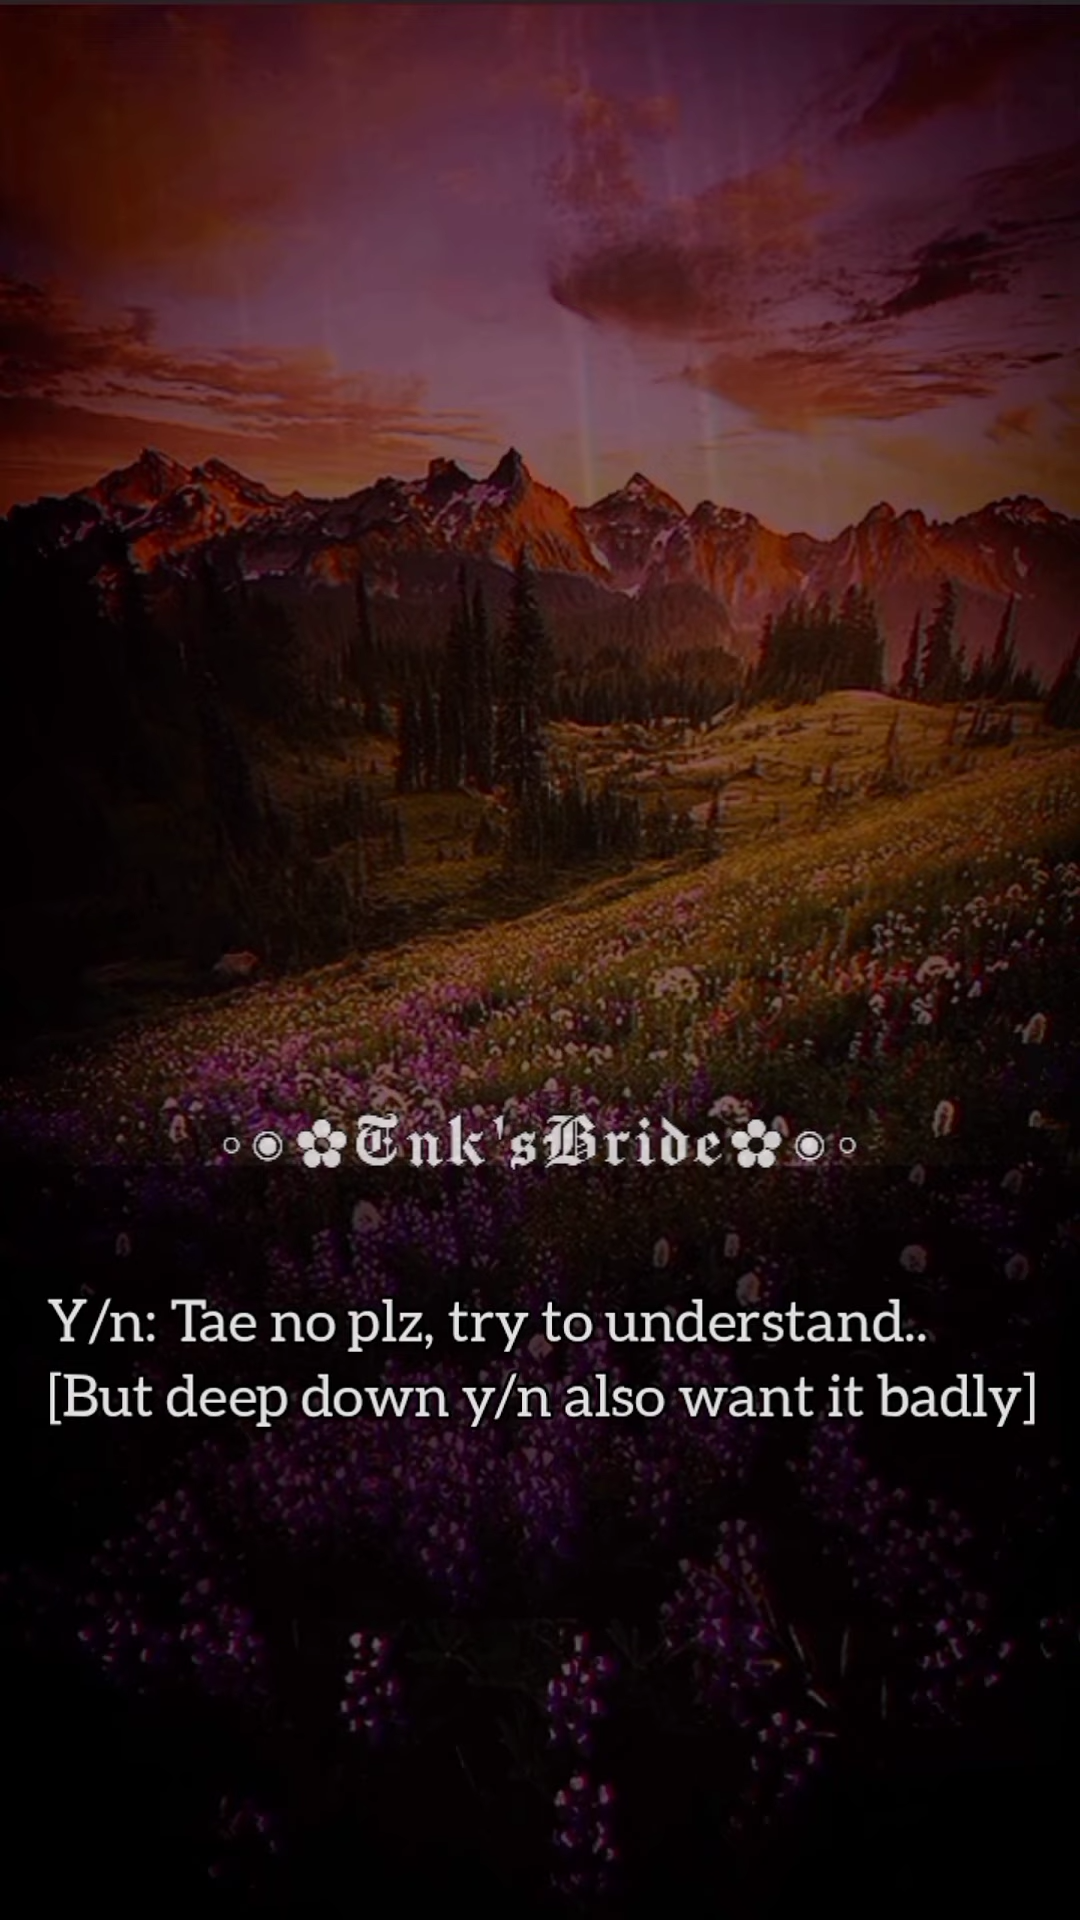 ◦◉✿𝕿𝖓𝖐'𝖘𝕭𝖗𝖎𝖉𝖊✿◉◦
Y/n: Tae no plz, try to understand..
[But deep down y/n also want it badly]